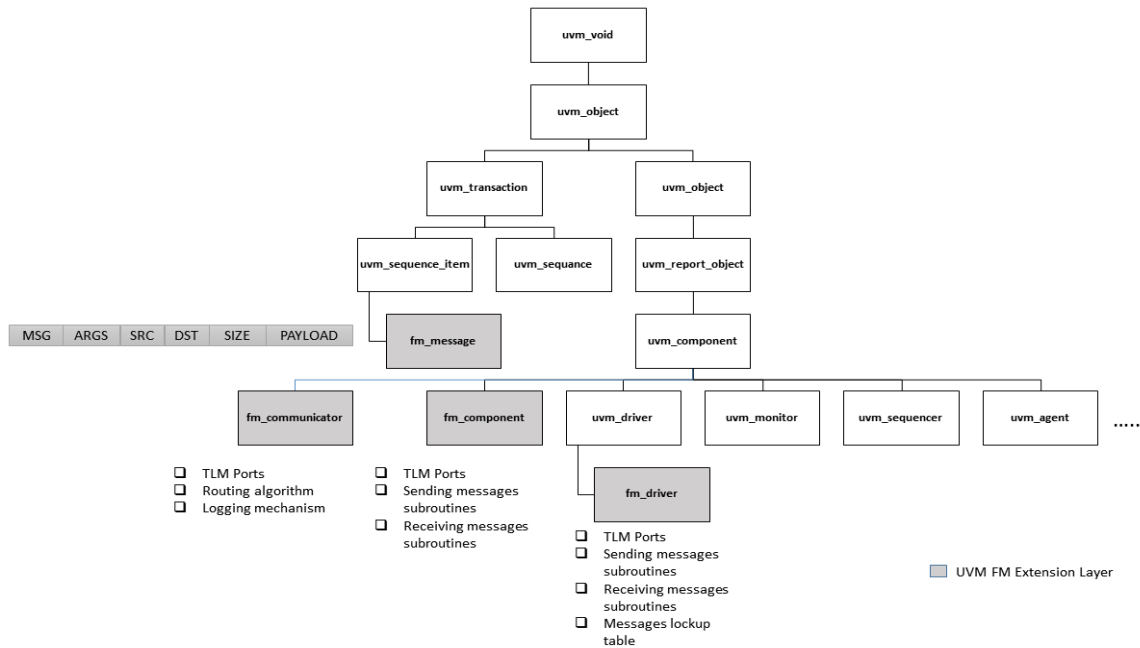 uvm_void
uvm_object
uvm_transaction
uvm_object
uvm_sequence_item
uvm_sequance
uvm_report_object
MSG ARGS SRC DST SIZE PAYLOAD
fm_message
uvm_component
fm_communicator
fm_component
uvm_driver
uvm_monitor
uvm_sequencer
uvm_agent
.....
TLM Ports
Routing algorithm
Logging mechanism
TLM Ports
Sending messages
subroutines
Receiving messages
subroutines
fm_driver
TLM Ports
Sending messages
subroutines
Receiving messages
subroutines
Messages lockup
table
UVM FM Extension Layer